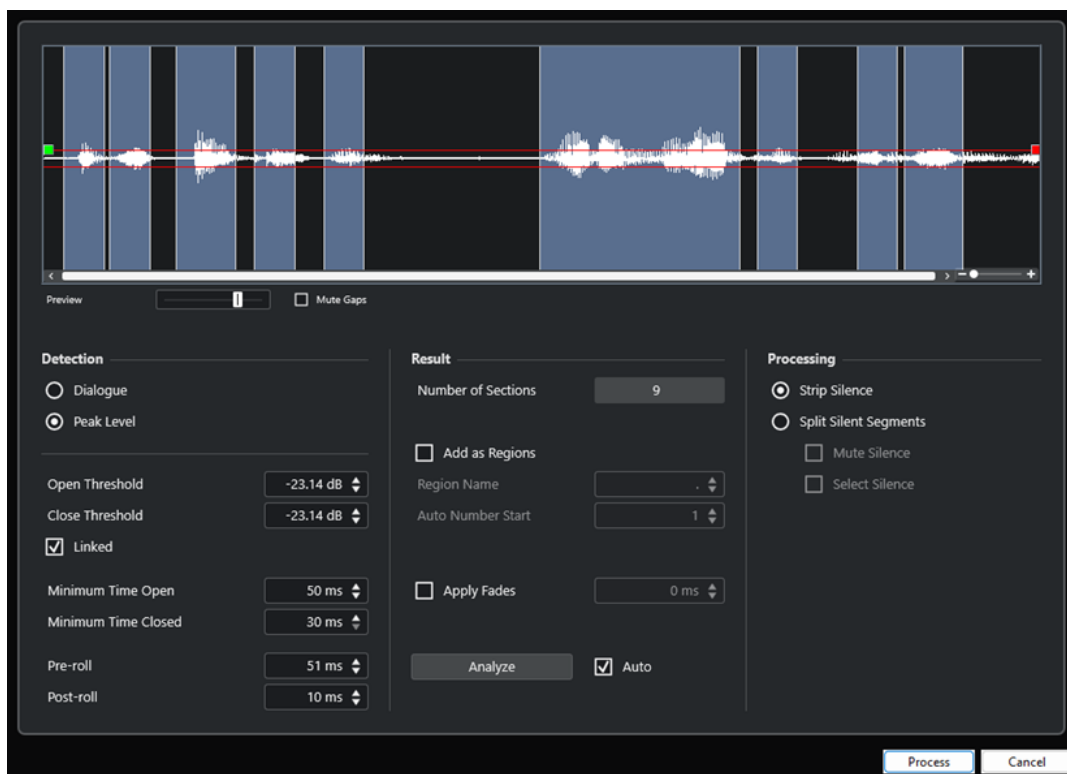 Preview
Mute Gaps
Detection
Dialogue
Peak Level
Open Threshold -23.14 dB
Close Threshold -23.14 dB
Linked
Minimum Time Open 50 ms
Minimum Time Closed 30 ms
Pre-roll 51 ms
Post-roll 10 ms
Result
Number of Sections 9
Add as Regions
Region Name .
Auto Number Start 1
Apply Fades 0 ms
Analyze Auto
Processing
Strip Silence
Split Silent Segments
Mute Silence
Select Silence
Process Cancel